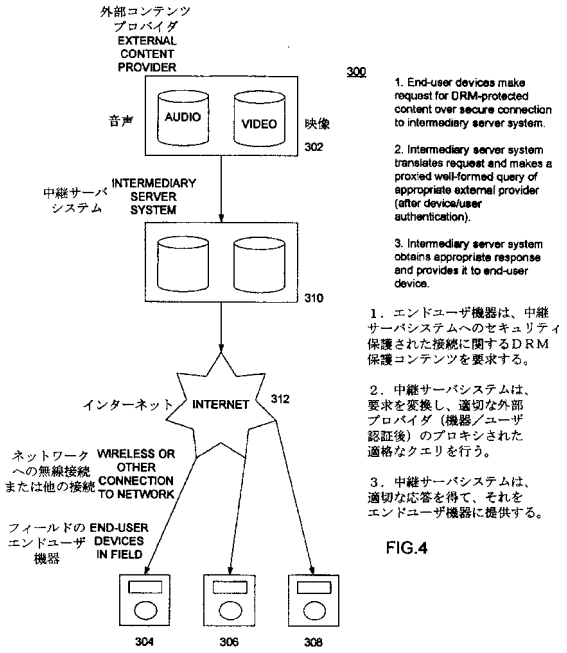 外部コンテンツ
プロバイダ
EXTERNAL
CONTENT
PROVIDER
音声
AUDIO
VIDEO
映像
302
中継サーバ
システム
INTERMEDIARY
SERVER
SYSTEM
310
インターネット
INTERNET
312
ネットワーク
への無線接続
または他の接続
WIRELESS OR
OTHER
CONNECTION
TO NETWORK
フィールドの
エンドユーザ
機器
END-USER
DEVICES
IN FIELD
304
306
308
300
1. End-user devices make
request for DRM-protected
content over secure connection
to intermediary server system.
2. Intermediary server system
translates request and makes a
proxied well-formed query of
appropriate external provider
(after device/user
authentication).
3. Intermediary server system
obtains appropriate response
and provides it to end-user
device.
1．エンドユーザ機器は、中継
サーバシステムへのセキュリティ
保護された接続に関するDRM
保護コンテンツを要求する。
2．中継サーバシステムは、
要求を変換し、適切な外部
プロバイダ（機器／ユーザ
認証後）のプロキシされた
適格なクエリを行う。
3．中継サーバシステムは、
適切な応答を得て、それを
エンドユーザ機器に提供する。
FIG.4